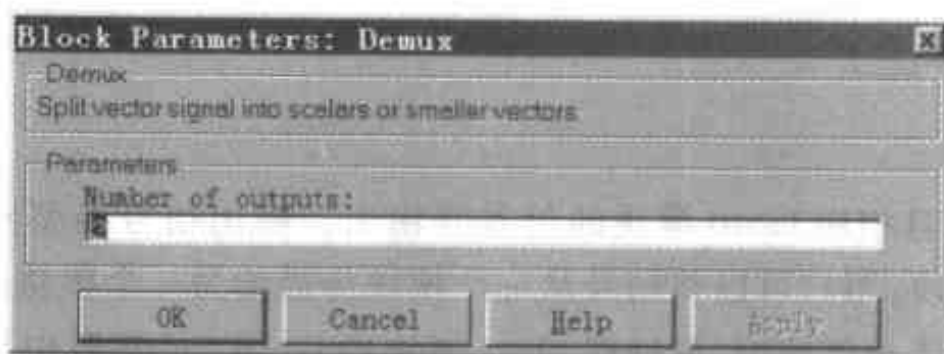 Block Parameters: Demux
Demux
Split vector signal into scalars or smaller vectors
Parameters
Number of outputs:
OK Cancel Help Apply